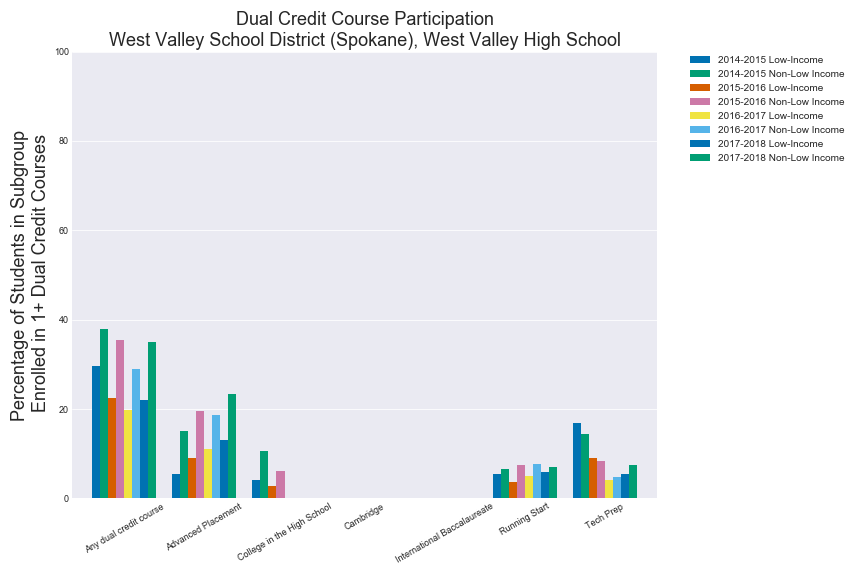 Dual Credit Course Participation
West Valley School District (Spokane), West Valley High School
Percentage of Students in Subgroup
Enrolled in 1+ Dual Credit Courses
100
80
60
40
20
0
Any dual credit course
Advanced Placement
College in the High School
Cambridge
International Baccalaureate
Running Start
Tech Prep
2014-2015 Low-Income
2014-2015 Non-Low Income
2015-2016 Low-Income
2015-2016 Non-Low Income
2016-2017 Low-Income
2016-2017 Non-Low Income
2017-2018 Low-Income
2017-2018 Non-Low Income